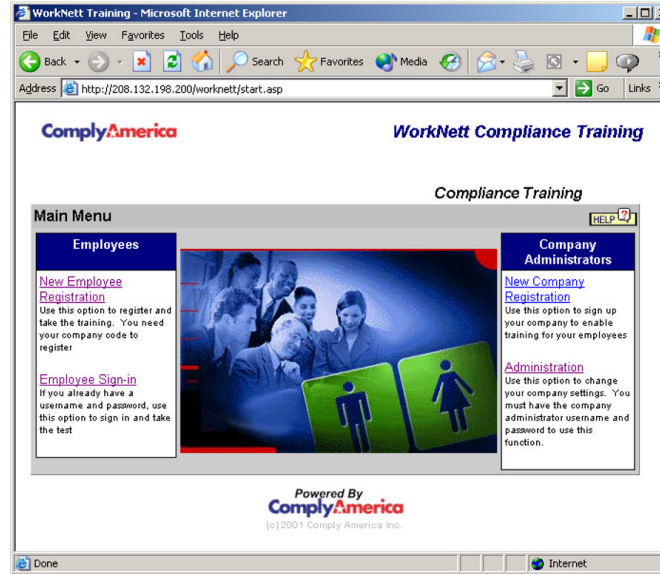 WorkNett Training - Microsoft Internet Explorer
File Edit View Favorites Tools Help
Back Search Favorites Media
Address http://208.132.198.200/worknett/start.asp Go Links
ComplyAmerica WorkNett Compliance Training
Compliance Training
Main Menu HELP ?
Employees
New Employee
Registration
Use this option to register and
take the training. You need
your company code to
register
Employee Sign-in
If you already have a
username and password, use
this option to sign in and take
the test
Company
Administrators
New Company
Registration
Use this option to sign up
your company to enable
training for your employees
Administration
Use this option to change
your company settings. You
must have the company
administrator username and
password to use this
function.
Powered By
ComplyAmerica
(c) 2001 Comply America Inc.
Done Internet